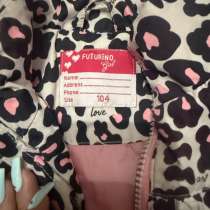 FUTURINO
Girl
Name
Address
Phone
Size 104
love